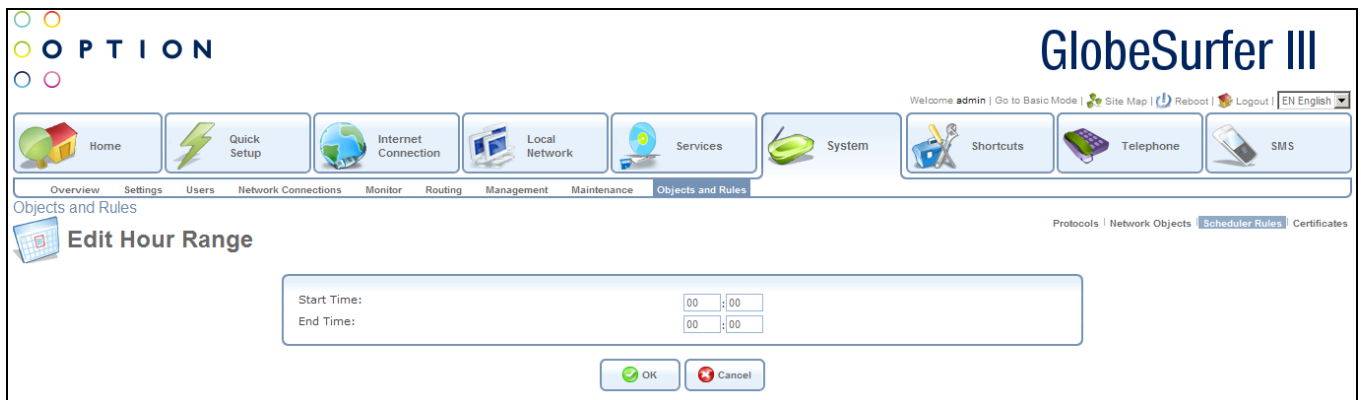 OPTION
GlobeSurfer III
Welcome admin | Go to Basic Mode | Site Map | Reboot | Logout | EN English
Home
Quick Setup
Internet Connection
Local Network
Services
System
Shortcuts
Telephone
SMS
Overview Settings Users Network Connections Monitor Routing Management Maintenance Objects and Rules
Objects and Rules
Protocols | Network Objects | Scheduler Rules | Certificates
Edit Hour Range
Start Time: 00 : 00
End Time: 00 : 00
OK Cancel